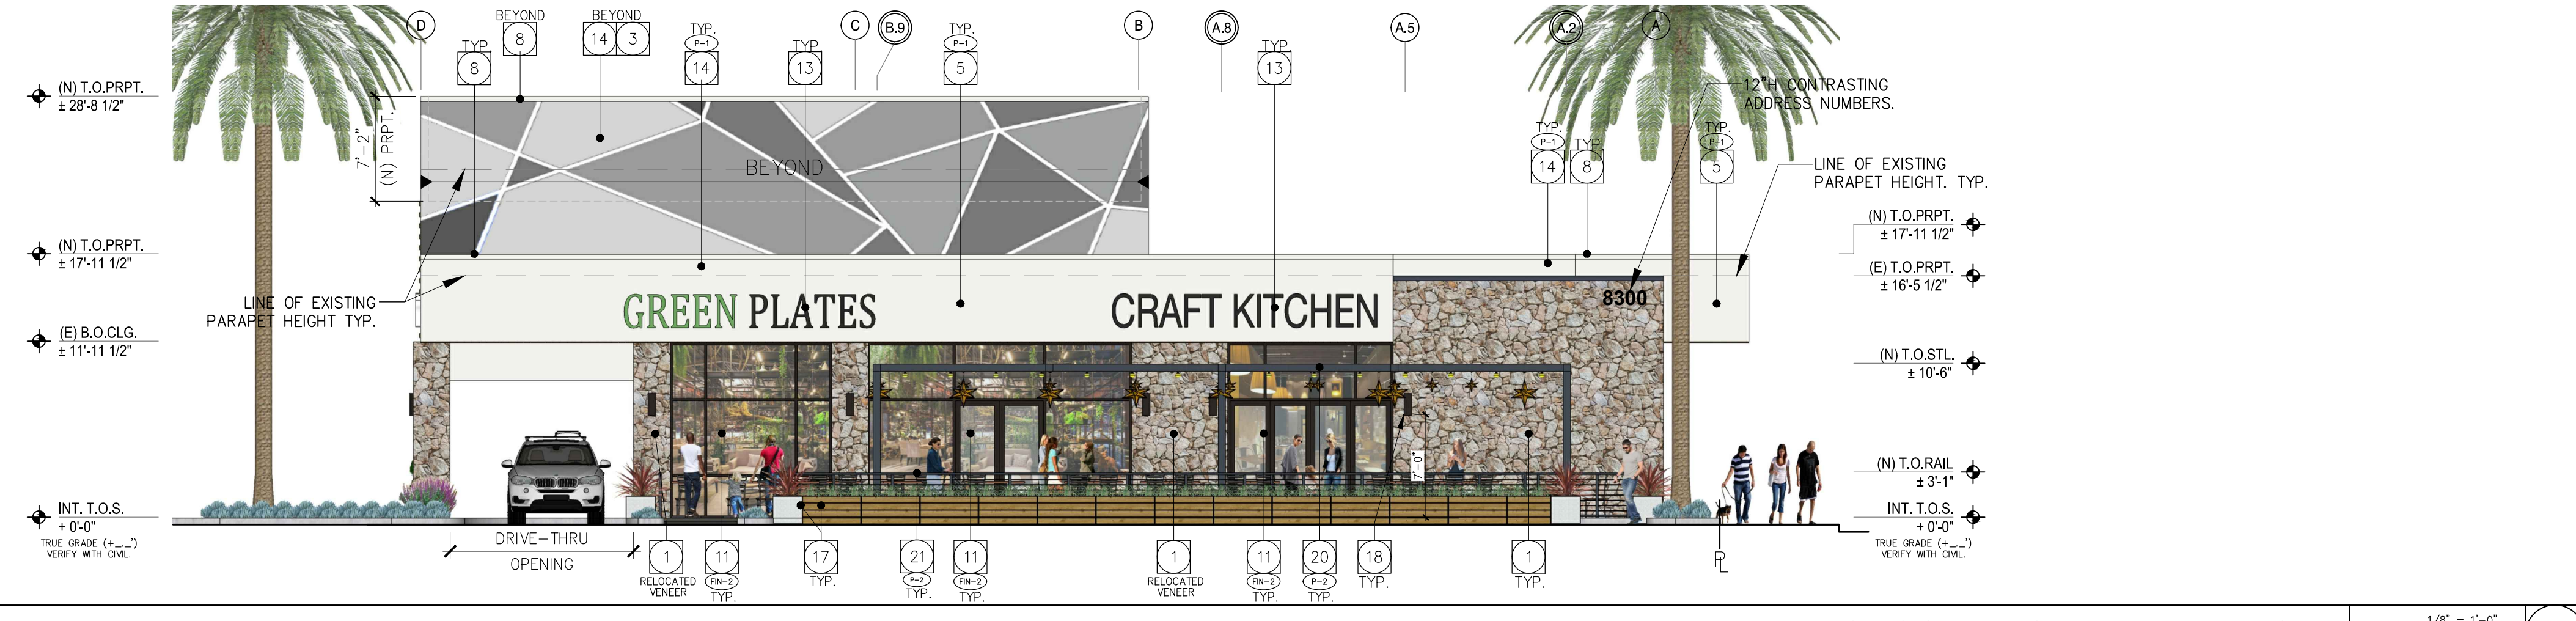 D
BEYOND
8
BEYOND
14 3
TYP.
P-1
14
TYP.
8
TYP.
13
C
B.9
TYP.
P-1
5
B
A.8
TYP.
13
A.5
A.2
A
12"H CONTRASTING
ADDRESS NUMBERS.
(N) T.O.PRPT.
± 28'-8 1/2"
7'-2"
(N) PRPT.
BEYOND
TYP.
P-1
14
TYP.
8
TYP.
P-1
5
LINE OF EXISTING
PARAPET HEIGHT. TYP.
(N) T.O.PRPT.
± 17'-11 1/2"
(N) T.O.PRPT.
± 17'-11 1/2"
(E) T.O.PRPT.
± 16'-5 1/2"
LINE OF EXISTING
PARAPET HEIGHT TYP.
GREEN PLATES
CRAFT KITCHEN
8300
(E) B.O.CLG.
± 11'-11 1/2"
(N) T.O.STL.
± 10'-6"
7'-0"
(N) T.O.RAIL
± 3'-1"
INT. T.O.S.
+ 0'-0"
TRUE GRADE (+_._')
VERIFY WITH CIVIL.
INT. T.O.S.
+ 0'-0"
TRUE GRADE (+_._')
VERIFY WITH CIVIL.
DRIVE-THRU
OPENING
1
RELOCATED
VENEER
11
FIN-2
TYP.
17
TYP.
21
P-2
TYP.
11
FIN-2
TYP.
1
RELOCATED
VENEER
11
FIN-2
TYP.
20
P-2
TYP.
18
TYP.
1
TYP.
PL
1/8" = 1'-0"